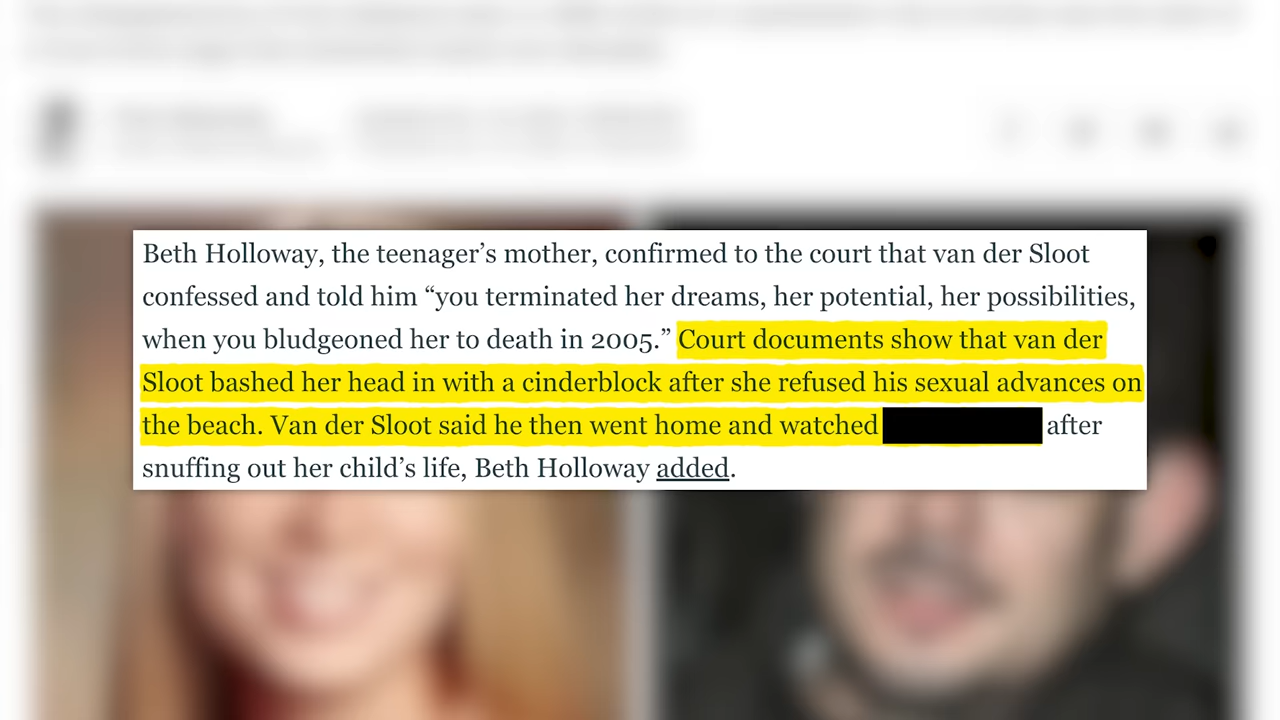 Beth Holloway, the teenager’s mother, confirmed to the court that van der Sloot
confessed and told him “you terminated her dreams, her potential, her possibilities,
when you bludgeoned her to death in 2005.” Court documents show that van der
Sloot bashed her head in with a cinderblock after she refused his sexual advances on
the beach. Van der Sloot said he then went home and watched after
snuffing out her child’s life, Beth Holloway added.